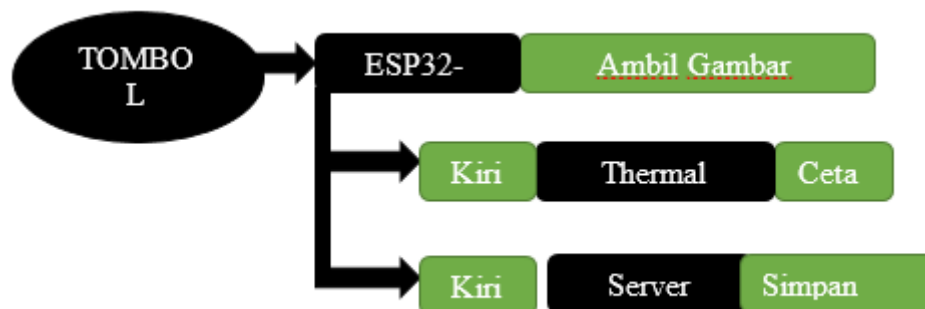 TOMBO
L
ESP32-
Ambil Gambar
Kiri
Thermal
Ceta
Kiri
Server
Simpan